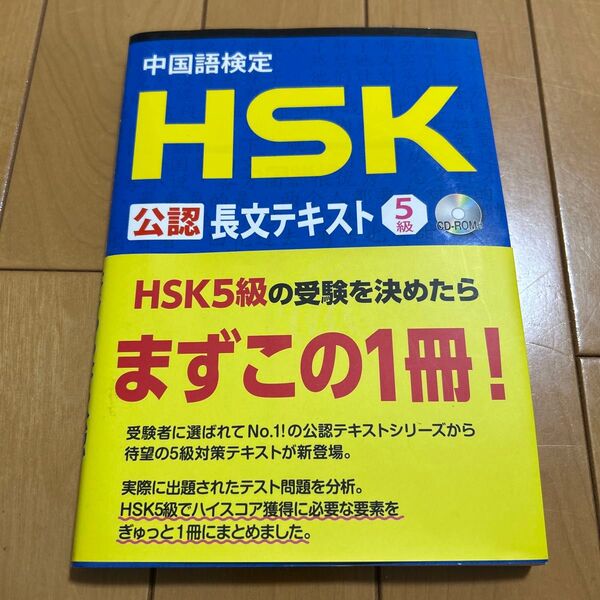 中国語検定
HSK
公認 長文テキスト 5級 CD-ROM付
HSK5級の受験を決めたら
まずこの1冊!
受験者に選ばれてNo.1!の公認テキストシリーズから
待望の5級対策テキストが新登場。
実際に出題されたテスト問題を分析。
HSK5級でハイスコア獲得に必要な要素を
ぎゅっと1冊にまとめました。